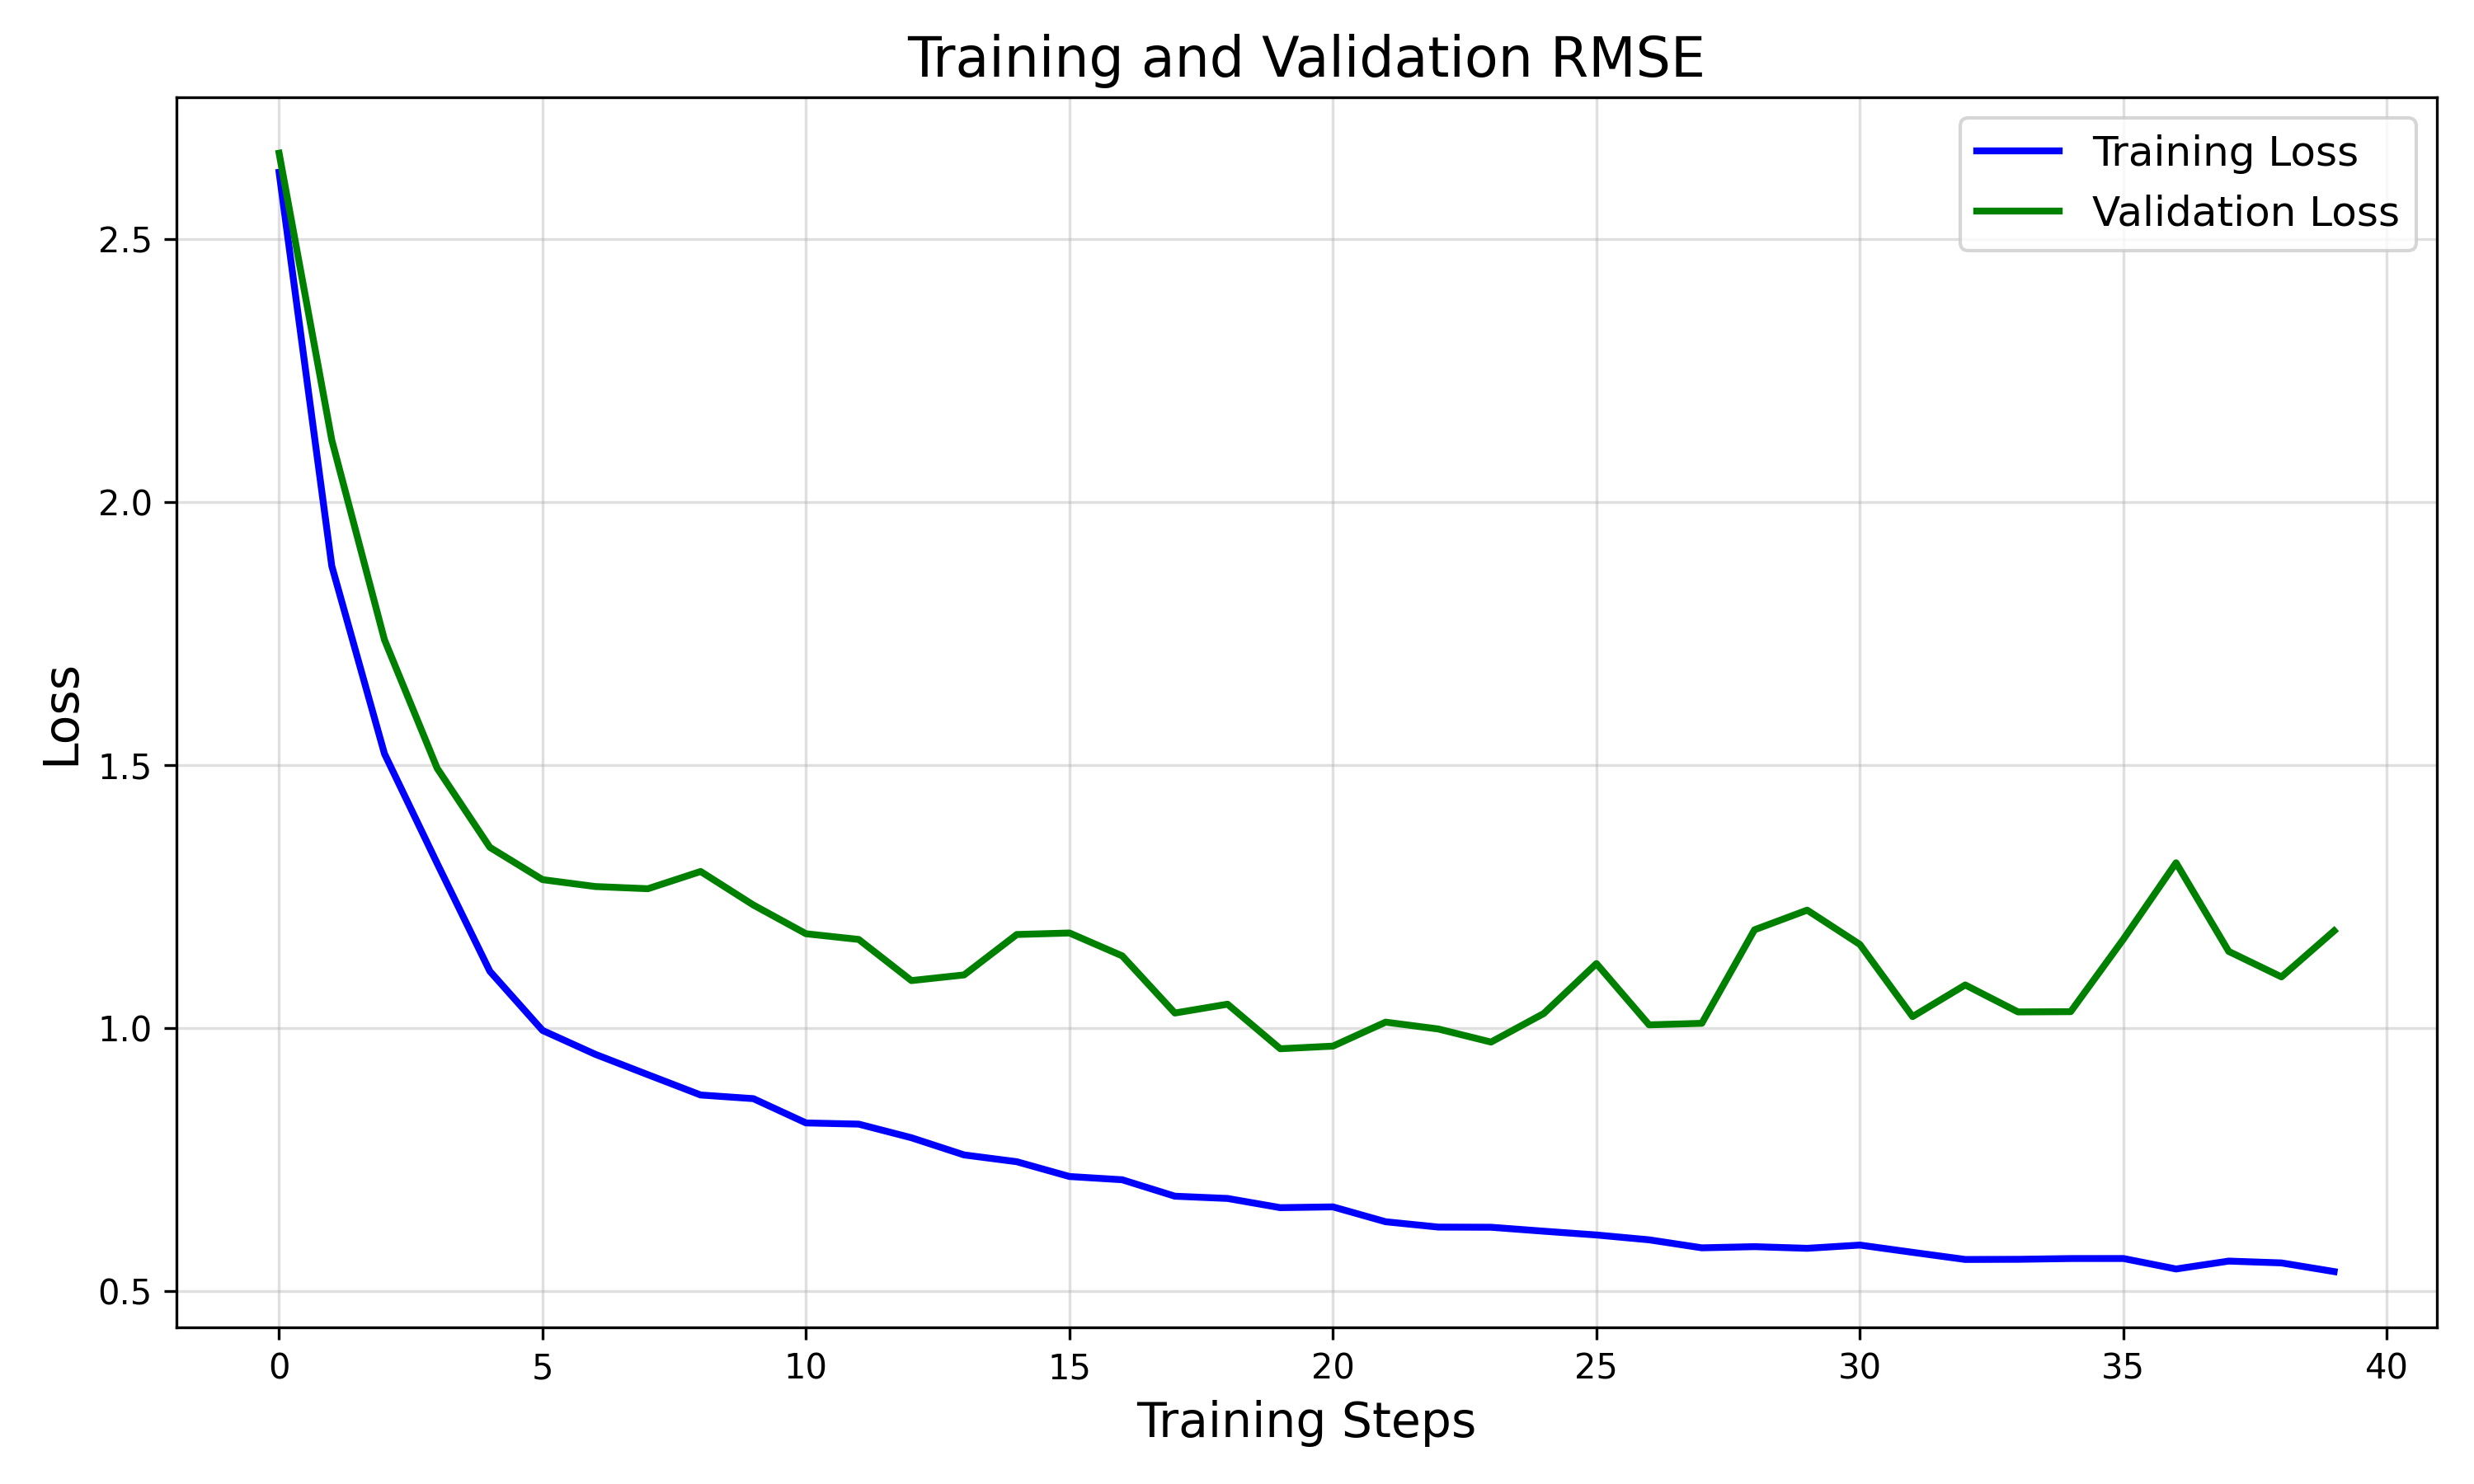 Training and Validation RMSE
Training Loss
Validation Loss
Loss
2.5
2.0
1.5
1.0
0.5
0 5 10 15 20 25 30 35 40
Training Steps